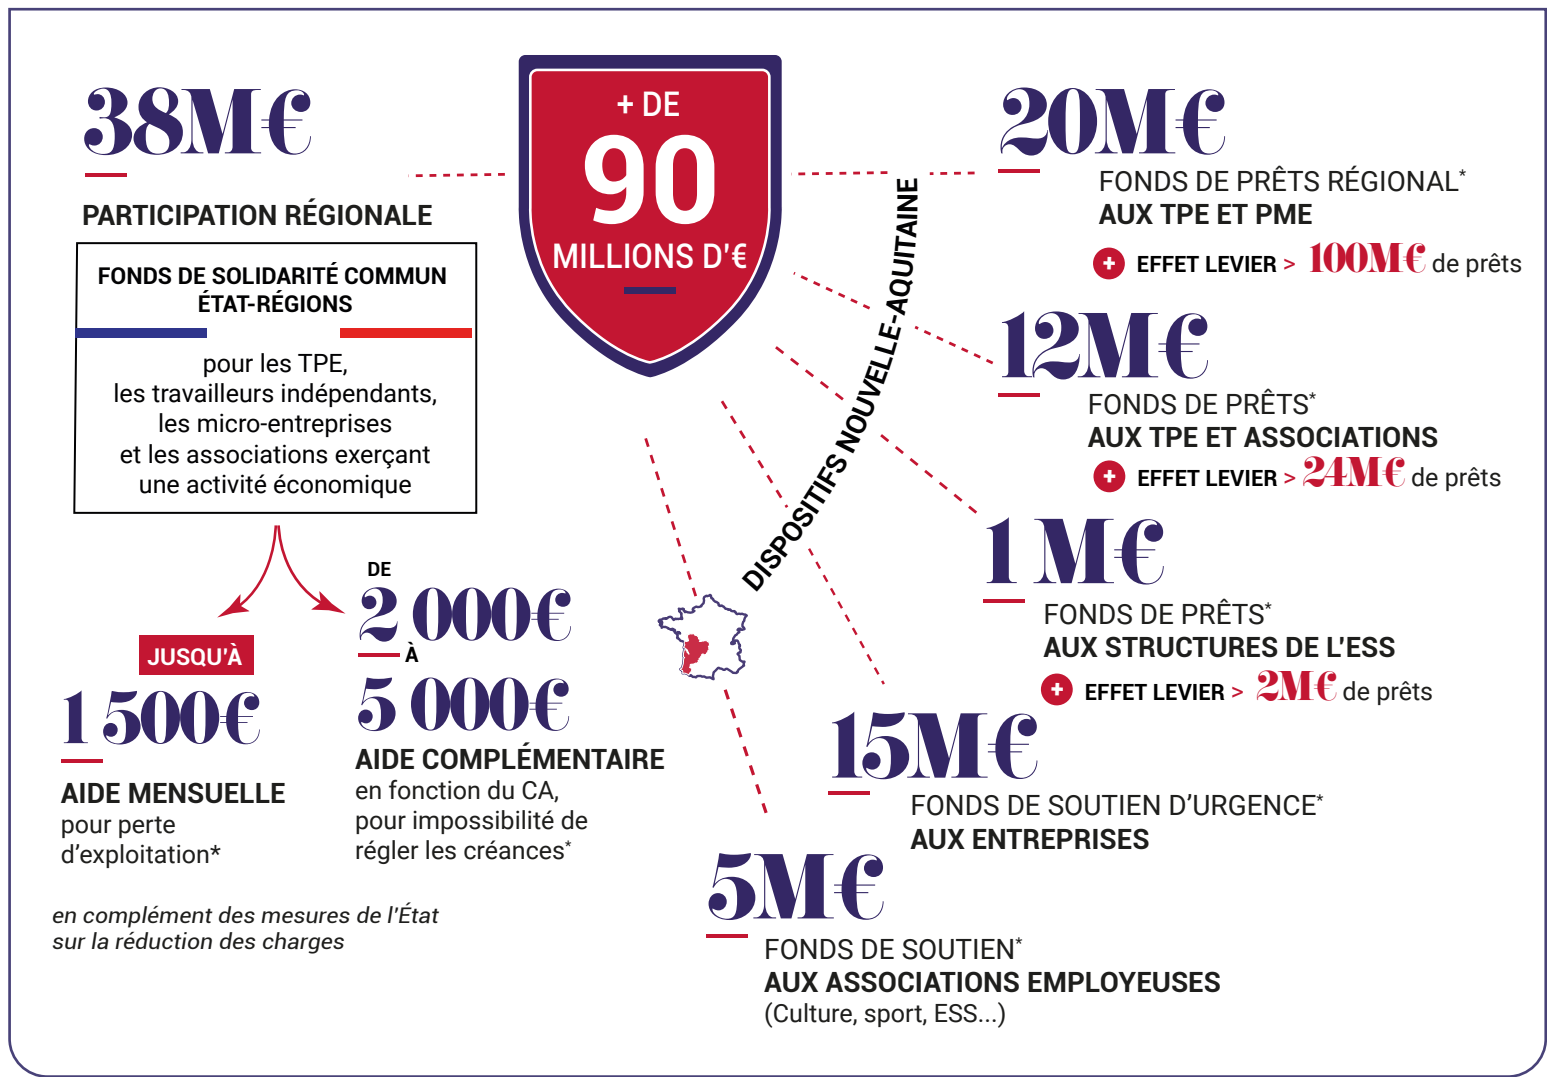 + DE
90
MILLIONS D'€
38M€
PARTICIPATION RÉGIONALE
FONDS DE SOLIDARITÉ COMMUN
ÉTAT-RÉGIONS
pour les TPE,
les travailleurs indépendants,
les micro-entreprises
et les associations exerçant
une activité économique
JUSQU'À
1 500€
AIDE MENSUELLE
pour perte
d'exploitation*
DE
2 000€
À
5 000€
AIDE COMPLÉMENTAIRE
en fonction du CA,
pour impossibilité de
régler les créances*
en complément des mesures de l'État
sur la réduction des charges
DISPOSITIFS NOUVELLE-AQUITAINE
20M€
FONDS DE PRÊTS RÉGIONAL*
AUX TPE ET PME
+ EFFET LEVIER > 100M€ de prêts
12M€
FONDS DE PRÊTS*
AUX TPE ET ASSOCIATIONS
+ EFFET LEVIER > 24M€ de prêts
1 M€
FONDS DE PRÊTS*
AUX STRUCTURES DE L'ESS
+ EFFET LEVIER > 2M€ de prêts
15M€
FONDS DE SOUTIEN D'URGENCE*
AUX ENTREPRISES
5M€
FONDS DE SOUTIEN*
AUX ASSOCIATIONS EMPLOYEUSES
(Culture, sport, ESS...)